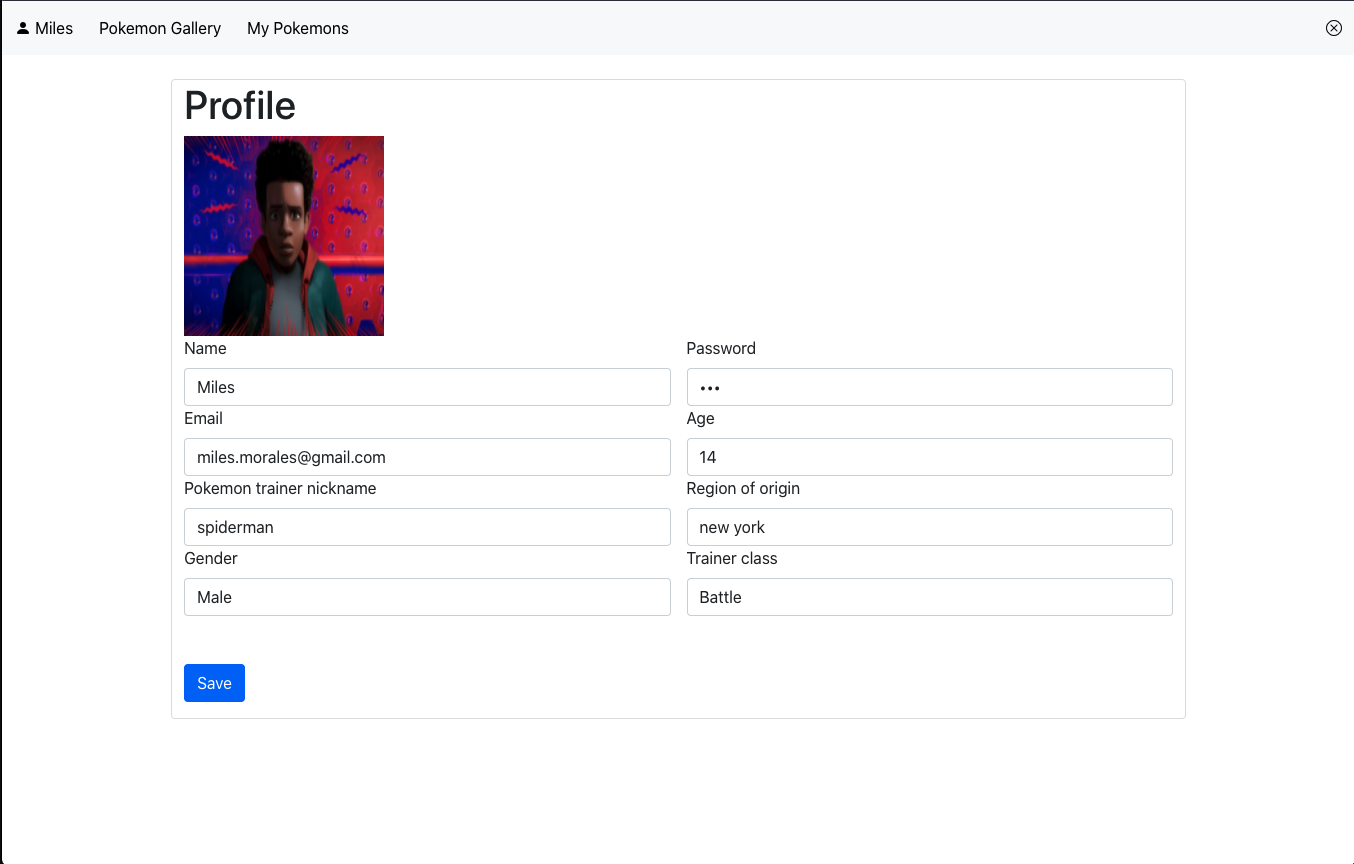 Miles Pokemon Gallery My Pokemons
Profile
Name Password
Miles •••
Email Age
miles.morales@gmail.com 14
Pokemon trainer nickname Region of origin
spiderman new york
Gender Trainer class
Male Battle
Save